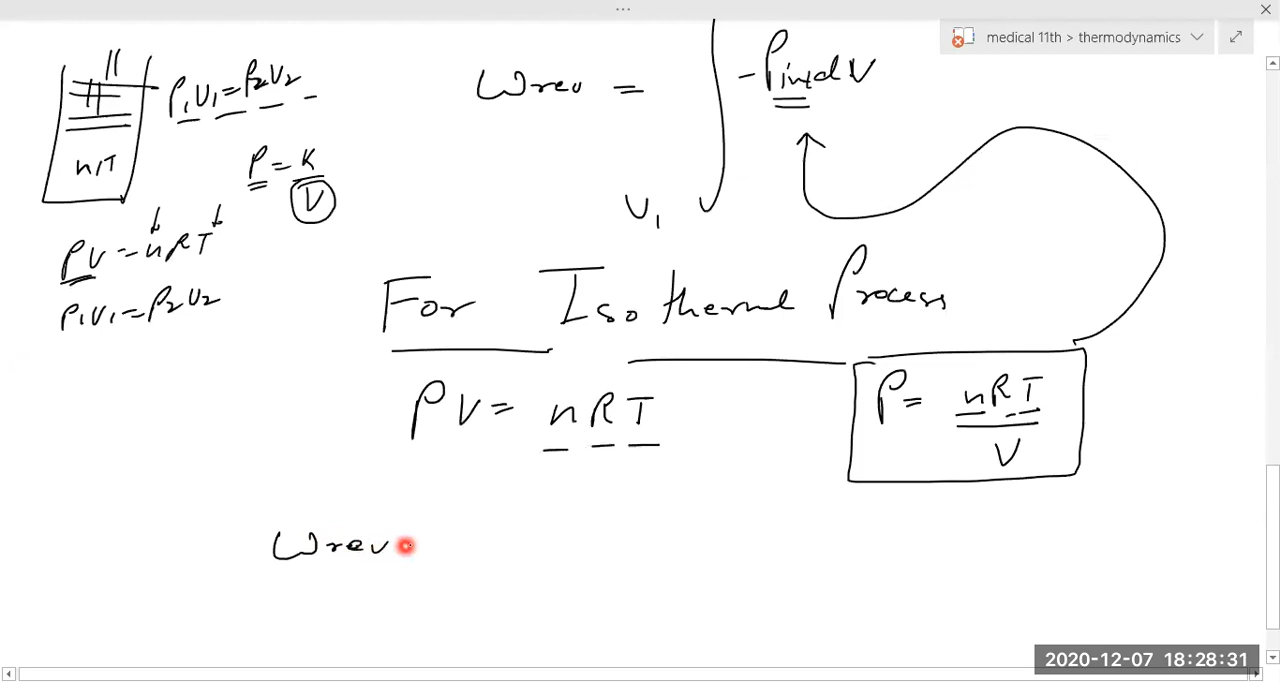 medical 11th > thermodynamics
P₁V₁=P₂V₂
Wrev = ∫ -Pint dV
V₁
n,T
P=K/V
PV=nRT
P₁V₁=P₂V₂
For Isothermal Process
PV= nRT
P= nRT/V
Wrev
2020-12-07 18:28:31